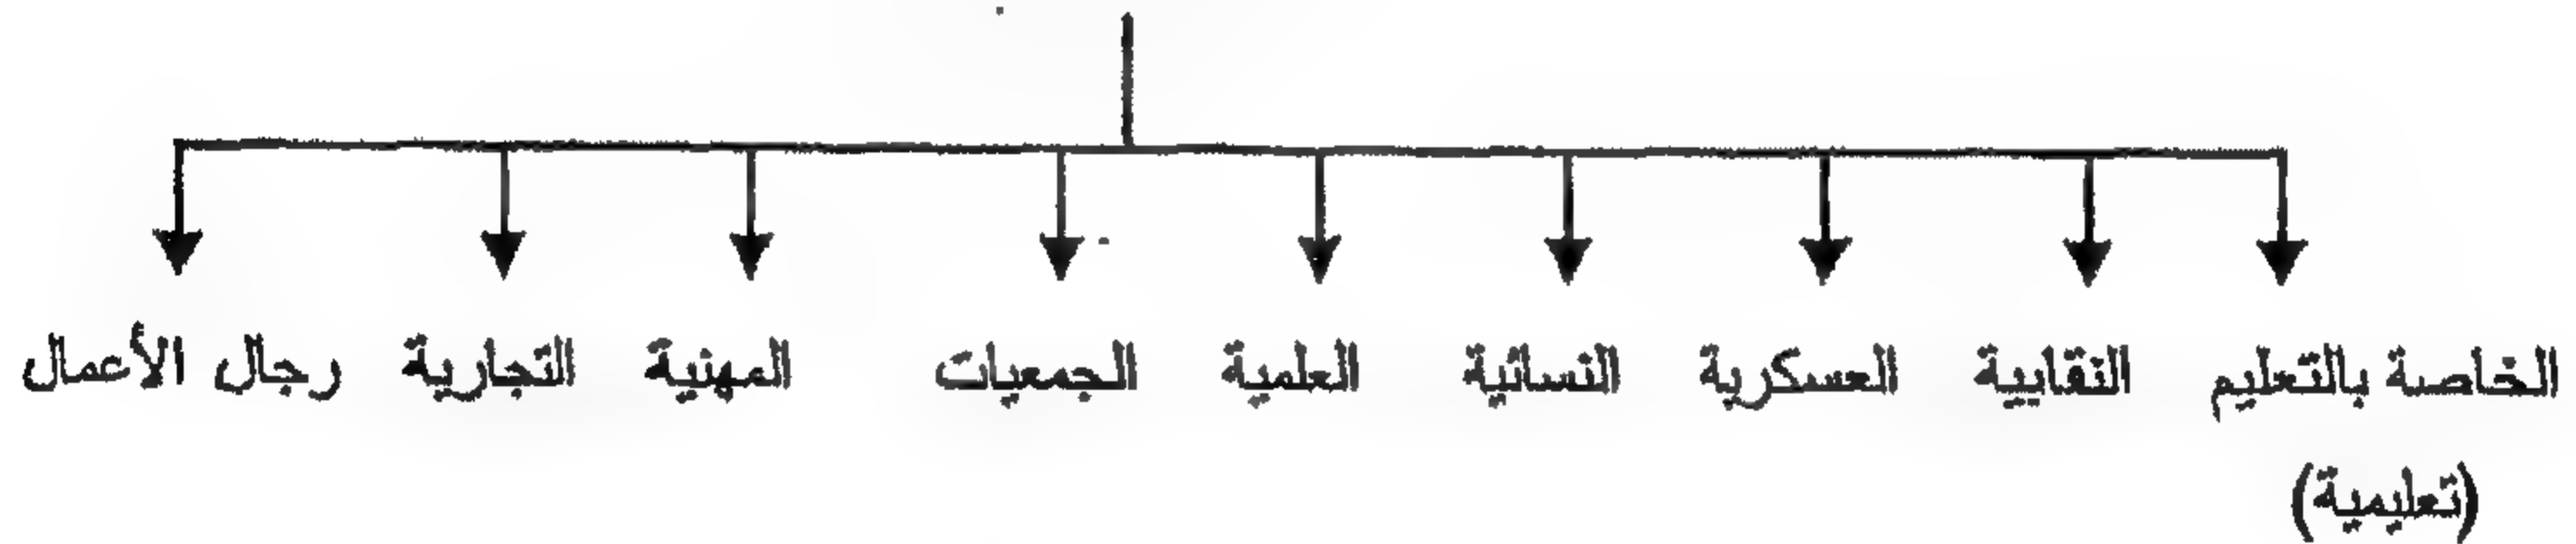 الخاصة بالتعليم النقابية العسكرية النسائية العلمية الجمعيات المهنية التجارية رجال الأعمال
(تعليمية)